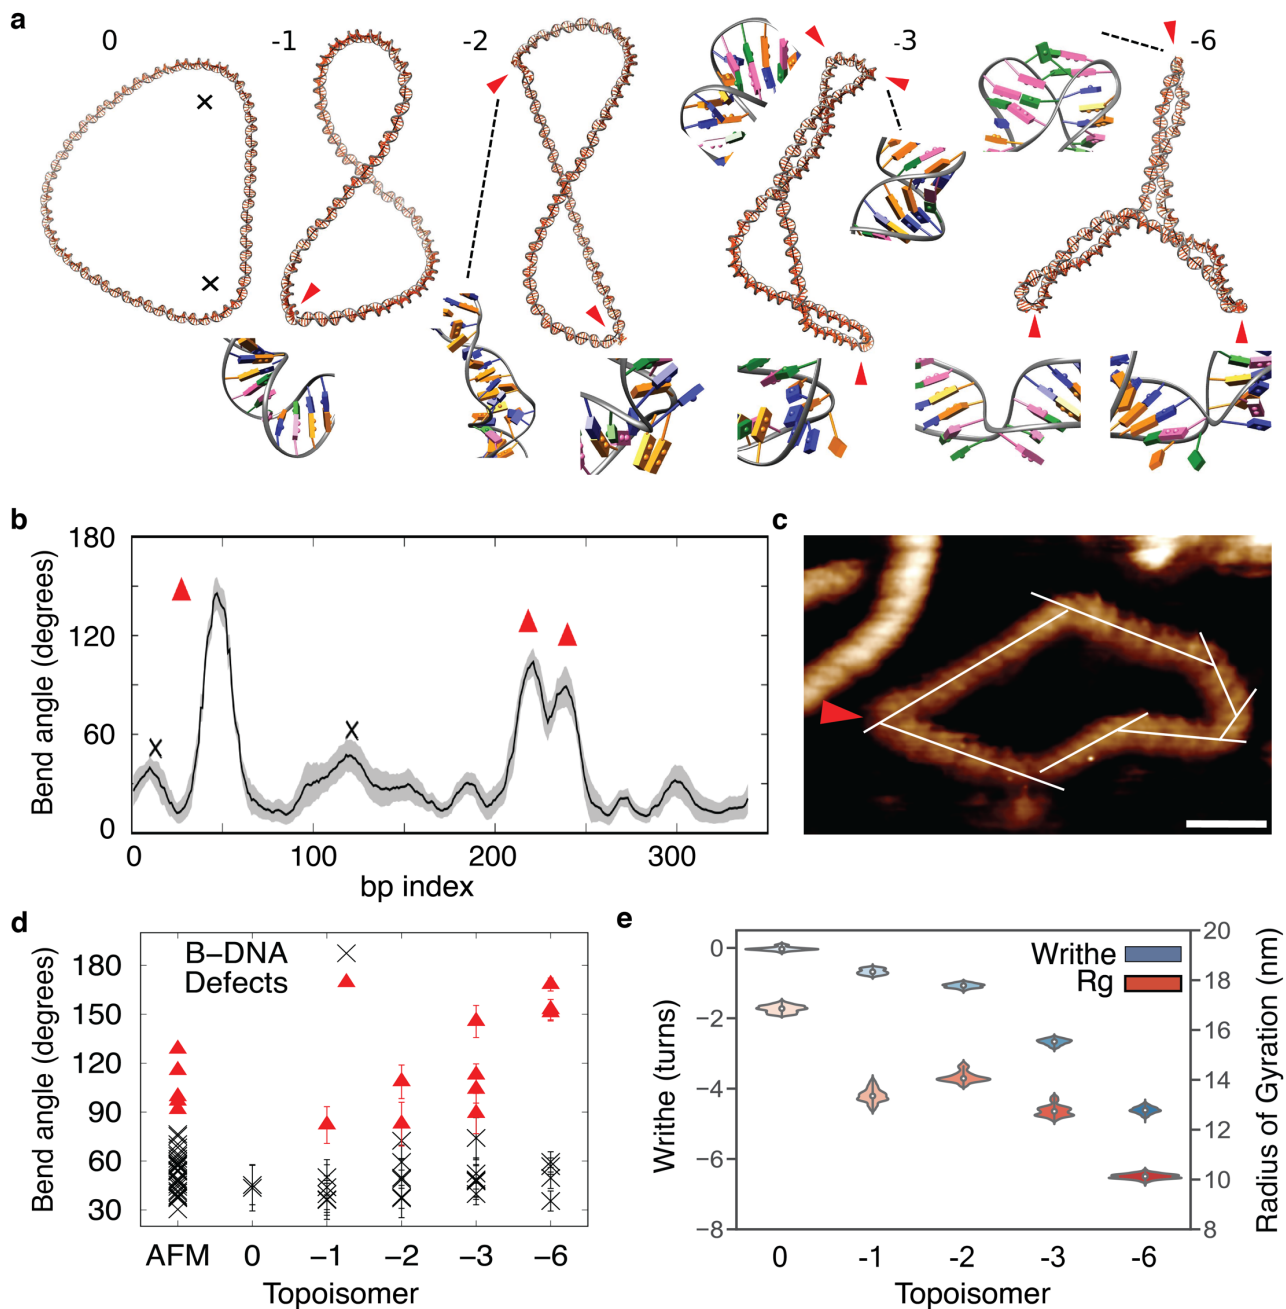 a
0
-1
-2
-3
-6
b
180
120
60
0
Bend angle (degrees)
0
100
200
300
bp index
c
d
B–DNA
Defects
180
150
120
90
60
30
Bend angle (degrees)
AFM
0
–1
–2
–3
–6
Topoisomer
e
Writhe
Rg
0
−2
−4
−6
−8
Writhe (turns)
20
18
16
14
12
10
8
Radius of Gyration (nm)
0
-1
-2
-3
-6
Topoisomer